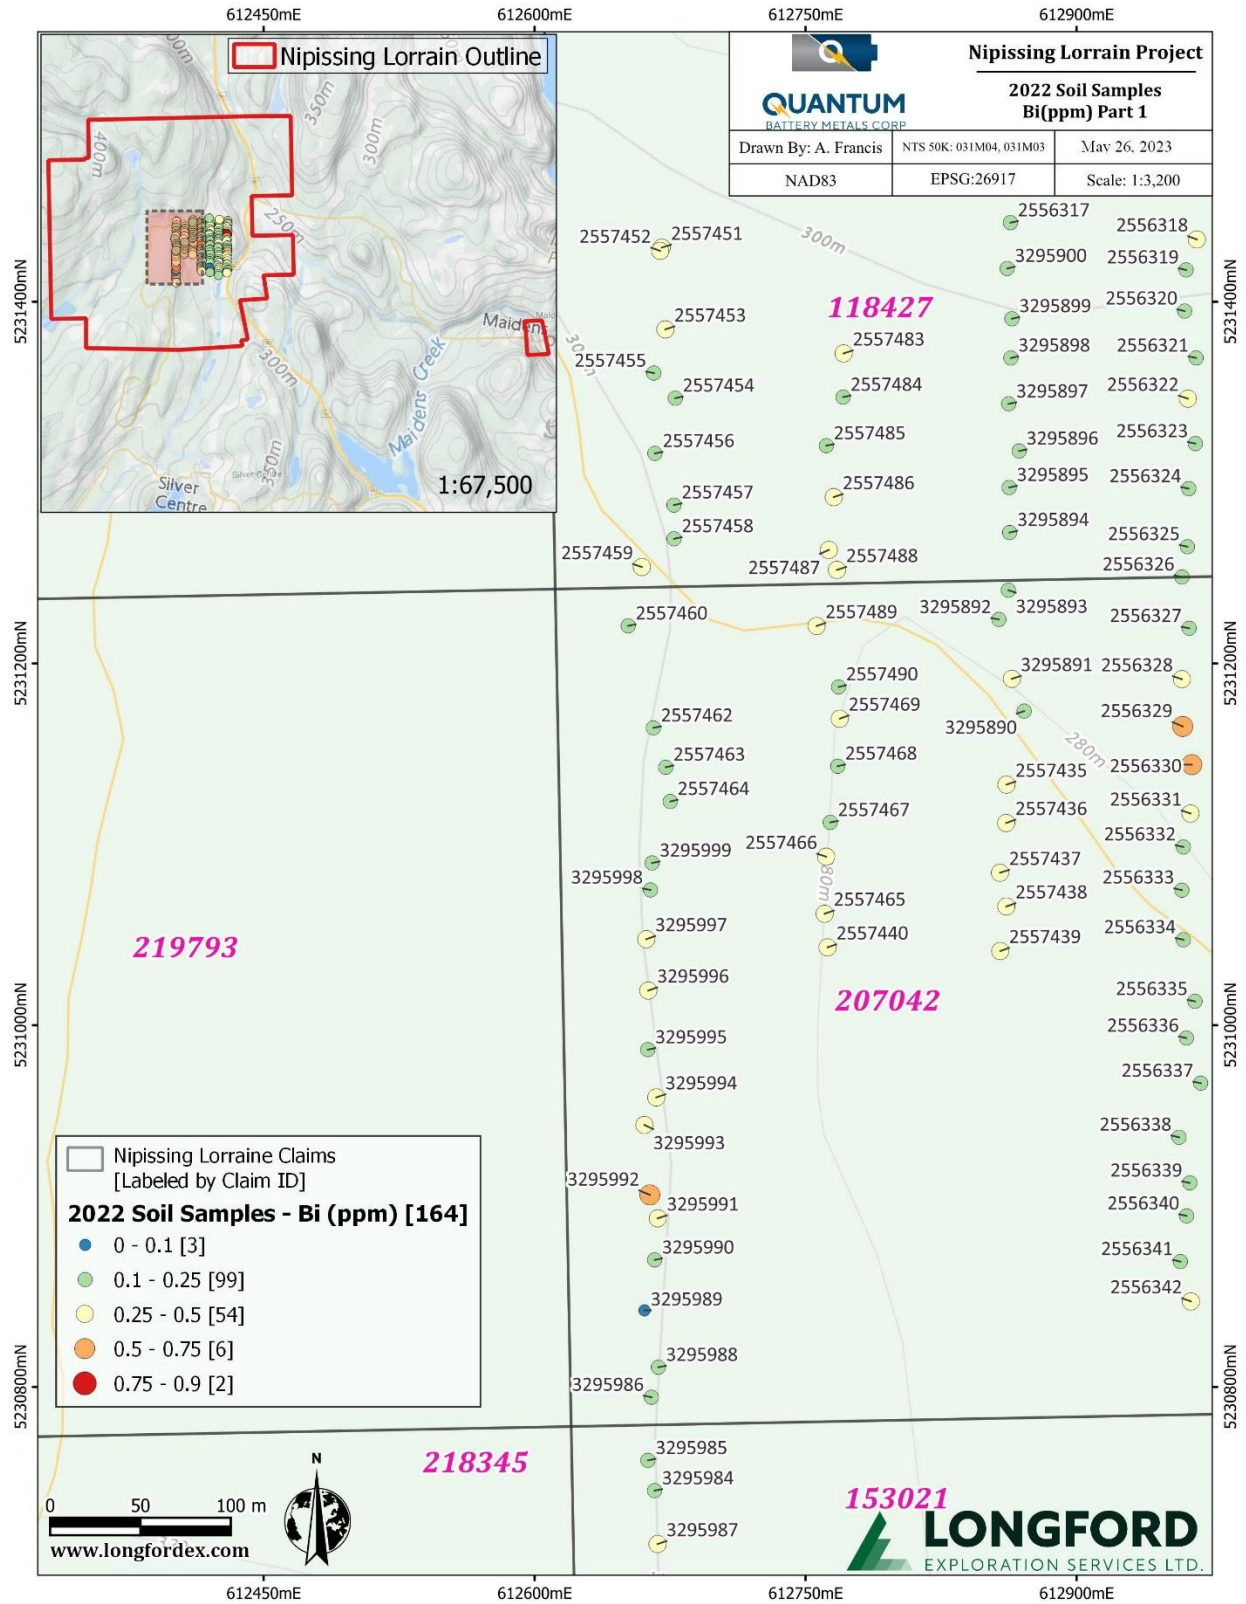 612450mE
612600mE
612750mE
612900mE
Nipissing Lorrain Outline
QUANTUM
BATTERY METALS CORP
Nipissing Lorrain Project
2022 Soil Samples
Bi(ppm) Part 1
Drawn By: A. Francis
NTS 50K: 031M04, 031M03
May 26, 2023
NAD83
EPSG:26917
Scale: 1:3,200
350m
300m
400m
250m
300m
350m
Maidens Creek
Silver
Centre
1:67,500
5231400mN
5231200mN
5231000mN
5230800mN
5231400mN
5231200mN
5231000mN
5230800mN
300m
280m
118427
219793
207042
218345
153021
2557452
2557451
2557453
2557455
2557454
2557456
2557457
2557458
2557459
2557460
2557462
2557463
2557464
3295999
3295998
3295997
3295996
3295995
3295994
3295993
3295992
3295991
3295990
3295989
3295988
3295986
3295985
3295984
3295987
2557483
2557484
2557485
2557486
2557488
2557487
2557489
2557490
2557469
2557468
2557467
2557466
2557465
2557440
2556317
3295900
3295899
3295898
3295897
3295896
3295895
3295894
3295892
3295893
3295891
3295890
2557435
2557436
2557437
2557438
2557439
2556318
2556319
2556320
2556321
2556322
2556323
2556324
2556325
2556326
2556327
2556328
2556329
2556330
2556331
2556332
2556333
2556334
2556335
2556336
2556337
2556338
2556339
2556340
2556341
2556342
Nipissing Lorraine Claims
[Labeled by Claim ID]
2022 Soil Samples - Bi (ppm) [164]
0 - 0.1 [3]
0.1 - 0.25 [99]
0.25 - 0.5 [54]
0.5 - 0.75 [6]
0.75 - 0.9 [2]
N
0 50 100 m
www.longfordex.com
LONGFORD
EXPLORATION SERVICES LTD.
612450mE
612600mE
612750mE
612900mE